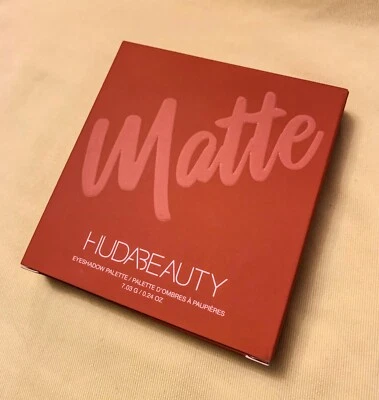 Matte
HUDABEAUTY
EYESHADOW PALETTE / PALETTE D'OMBRES À PAUPIÈRES
7.03 G / 0.24 OZ